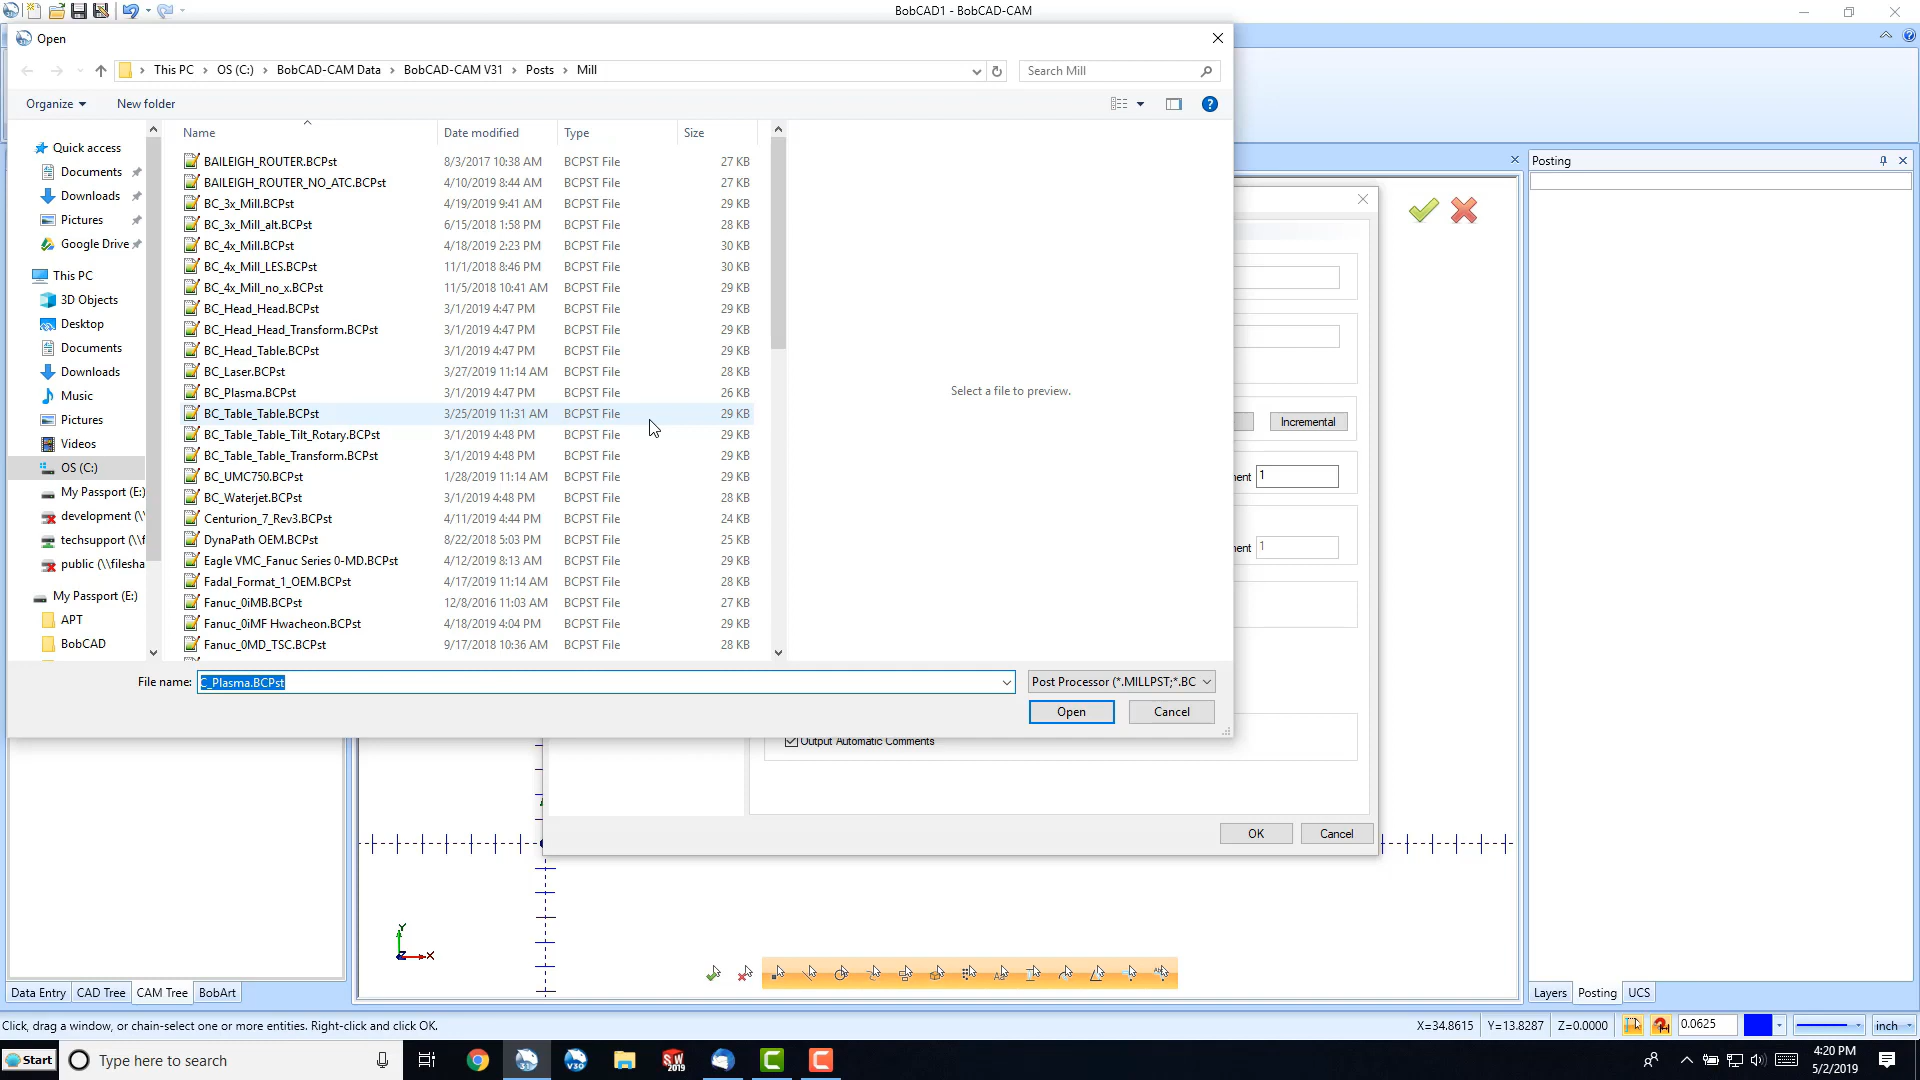 BobCAD1 - BobCAD-CAM
Open
This PC > OS (C:) > BobCAD-CAM Data > BobCAD-CAM V31 > Posts > Mill
Search Mill
Organize
New folder
Name Date modified Type Size
Quick access
Documents
Downloads
Pictures
Google Drive
This PC
3D Objects
Desktop
Documents
Downloads
Music
Pictures
Videos
OS (C:)
My Passport (E:)
development (\\
techsupport (\\f
public (\\filesha
My Passport (E:)
APT
BobCAD
BAILEIGH_ROUTER.BCPst 8/3/2017 10:38 AM BCPST File 27 KB
BAILEIGH_ROUTER_NO_ATC.BCPst 4/10/2019 8:44 AM BCPST File 27 KB
BC_3x_Mill.BCPst 4/19/2019 9:41 AM BCPST File 29 KB
BC_3x_Mill_alt.BCPst 6/15/2018 1:58 PM BCPST File 28 KB
BC_4x_Mill.BCPst 4/18/2019 2:23 PM BCPST File 30 KB
BC_4x_Mill_LES.BCPst 11/1/2018 8:46 PM BCPST File 30 KB
BC_4x_Mill_no_x.BCPst 11/5/2018 10:41 AM BCPST File 29 KB
BC_Head_Head.BCPst 3/1/2019 4:47 PM BCPST File 29 KB
BC_Head_Head_Transform.BCPst 3/1/2019 4:47 PM BCPST File 29 KB
BC_Head_Table.BCPst 3/1/2019 4:47 PM BCPST File 29 KB
BC_Laser.BCPst 3/27/2019 11:14 AM BCPST File 28 KB
BC_Plasma.BCPst 3/1/2019 4:47 PM BCPST File 26 KB
BC_Table_Table.BCPst 3/25/2019 11:31 AM BCPST File 29 KB
BC_Table_Table_Tilt_Rotary.BCPst 3/1/2019 4:48 PM BCPST File 29 KB
BC_Table_Table_Transform.BCPst 3/1/2019 4:48 PM BCPST File 29 KB
BC_UMC750.BCPst 1/28/2019 11:14 AM BCPST File 29 KB
BC_Waterjet.BCPst 3/1/2019 4:48 PM BCPST File 28 KB
Centurion_7_Rev3.BCPst 4/11/2019 4:44 PM BCPST File 24 KB
DynaPath OEM.BCPst 8/22/2018 5:03 PM BCPST File 25 KB
Eagle VMC_Fanuc Series 0-MD.BCPst 4/12/2019 8:13 AM BCPST File 29 KB
Fadal_Format_1_OEM.BCPst 4/17/2019 11:14 AM BCPST File 28 KB
Fanuc_0iMB.BCPst 12/8/2016 11:03 AM BCPST File 27 KB
Fanuc_0iMF Hwacheon.BCPst 4/18/2019 4:04 PM BCPST File 29 KB
Fanuc_0MD_TSC.BCPst 9/17/2018 10:36 AM BCPST File 28 KB
Select a file to preview.
File name: C_Plasma.BCPst
Post Processor (*.MILLPST;*.BC
Open
Cancel
Posting
Incremental
ment 1
ment 1
Output Automatic Comments
OK
Cancel
Y
X
Data Entry
CAD Tree
CAM Tree
BobArt
Layers
Posting
UCS
Click, drag a window, or chain-select one or more entities. Right-click and click OK.
X=34.8615 Y=13.8287 Z=0.0000 0.0625 inch
Start
Type here to search
V30
SW
2019
4:20 PM
5/2/2019